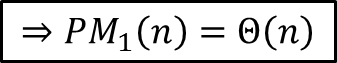 ⇒ PM₁(n) = Θ(n)